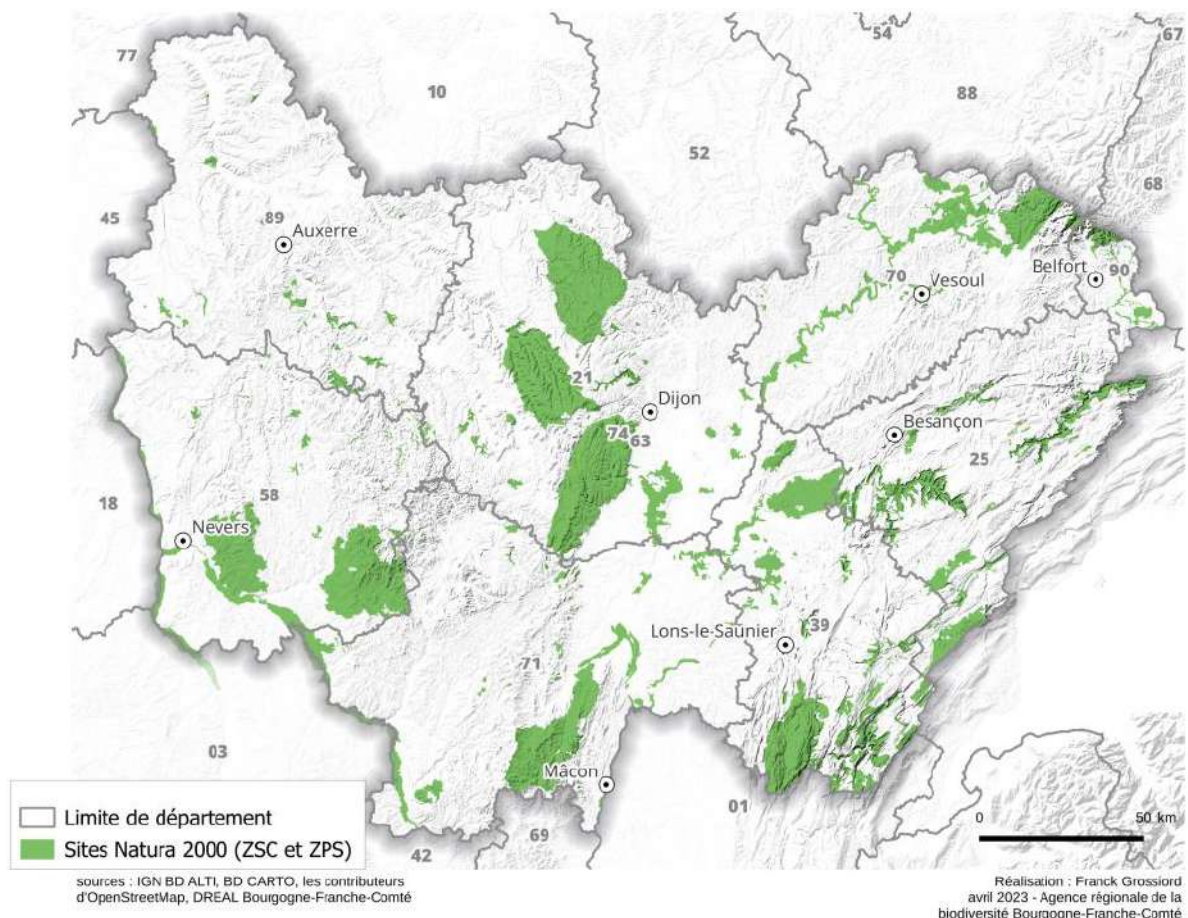 77
54
67
10
88
52
68
45
89
Auxerre
70
Vesoul
Belfort
90
21
Dijon
74
63
Besançon
25
18
58
Nevers
Lons-le-Saunier
39
71
03
Mâcon
01
69
42
0
50 km
Limite de département
Sites Natura 2000 (ZSC et ZPS)
sources : IGN BD ALTI, BD CARTO, les contributeurs
d'OpenStreetMap, DREAL Bourgogne-Franche-Comté
Réalisation : Franck Grossiord
avril 2023 - Agence régionale de la
biodiversité Bourgogne-Franche-Comté